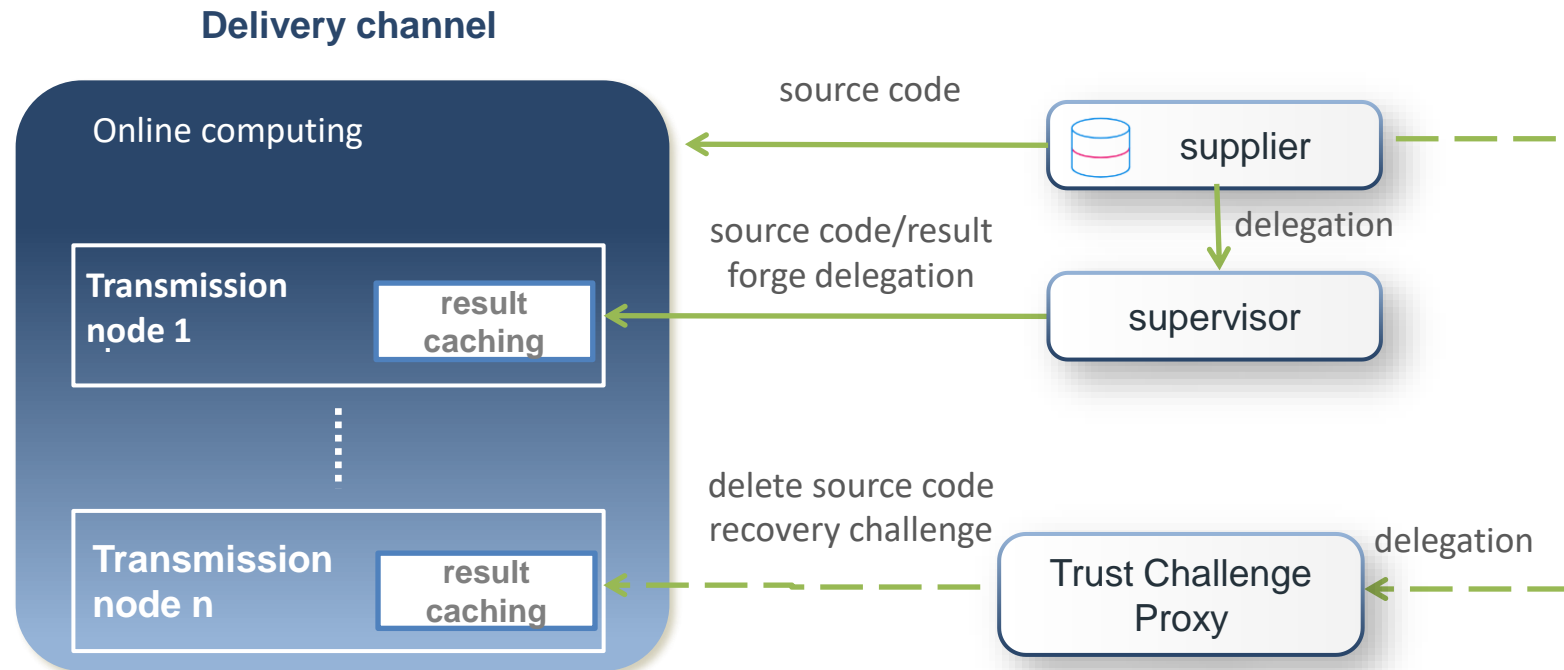 Delivery channel
Online computing
source code
supplier
delegation
source code/result
forge delegation
Transmission
node 1
result
caching
supervisor
delete source code
recovery challenge
Transmission
node n
result
caching
Trust Challenge
Proxy
delegation